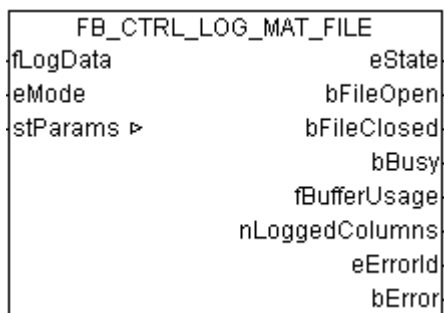 FB_CTRL_LOG_MAT_FILE
fLogData eState
eMode bFileOpen
stParams ▷ bFileClosed
bBusy
fBufferUsage
nLoggedColumns
eErrorId
bError